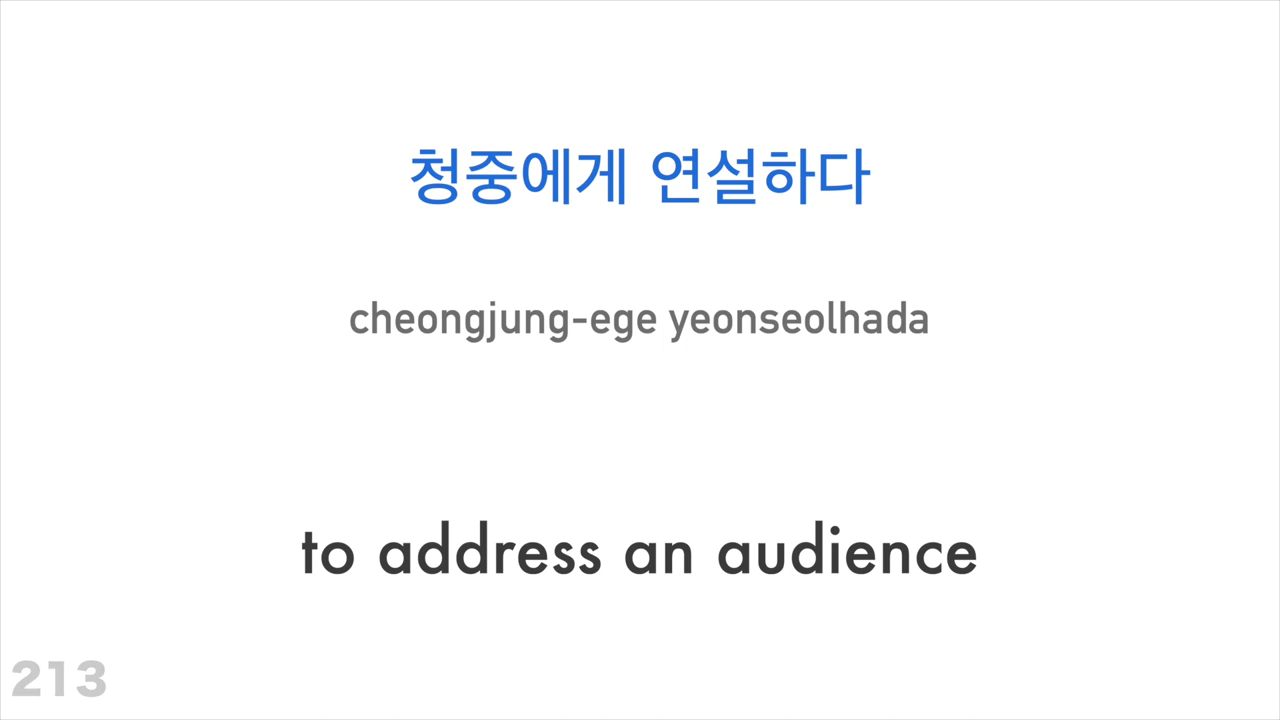 청중에게 연설하다
cheongjung-ege yeonseolhada
to address an audience
213